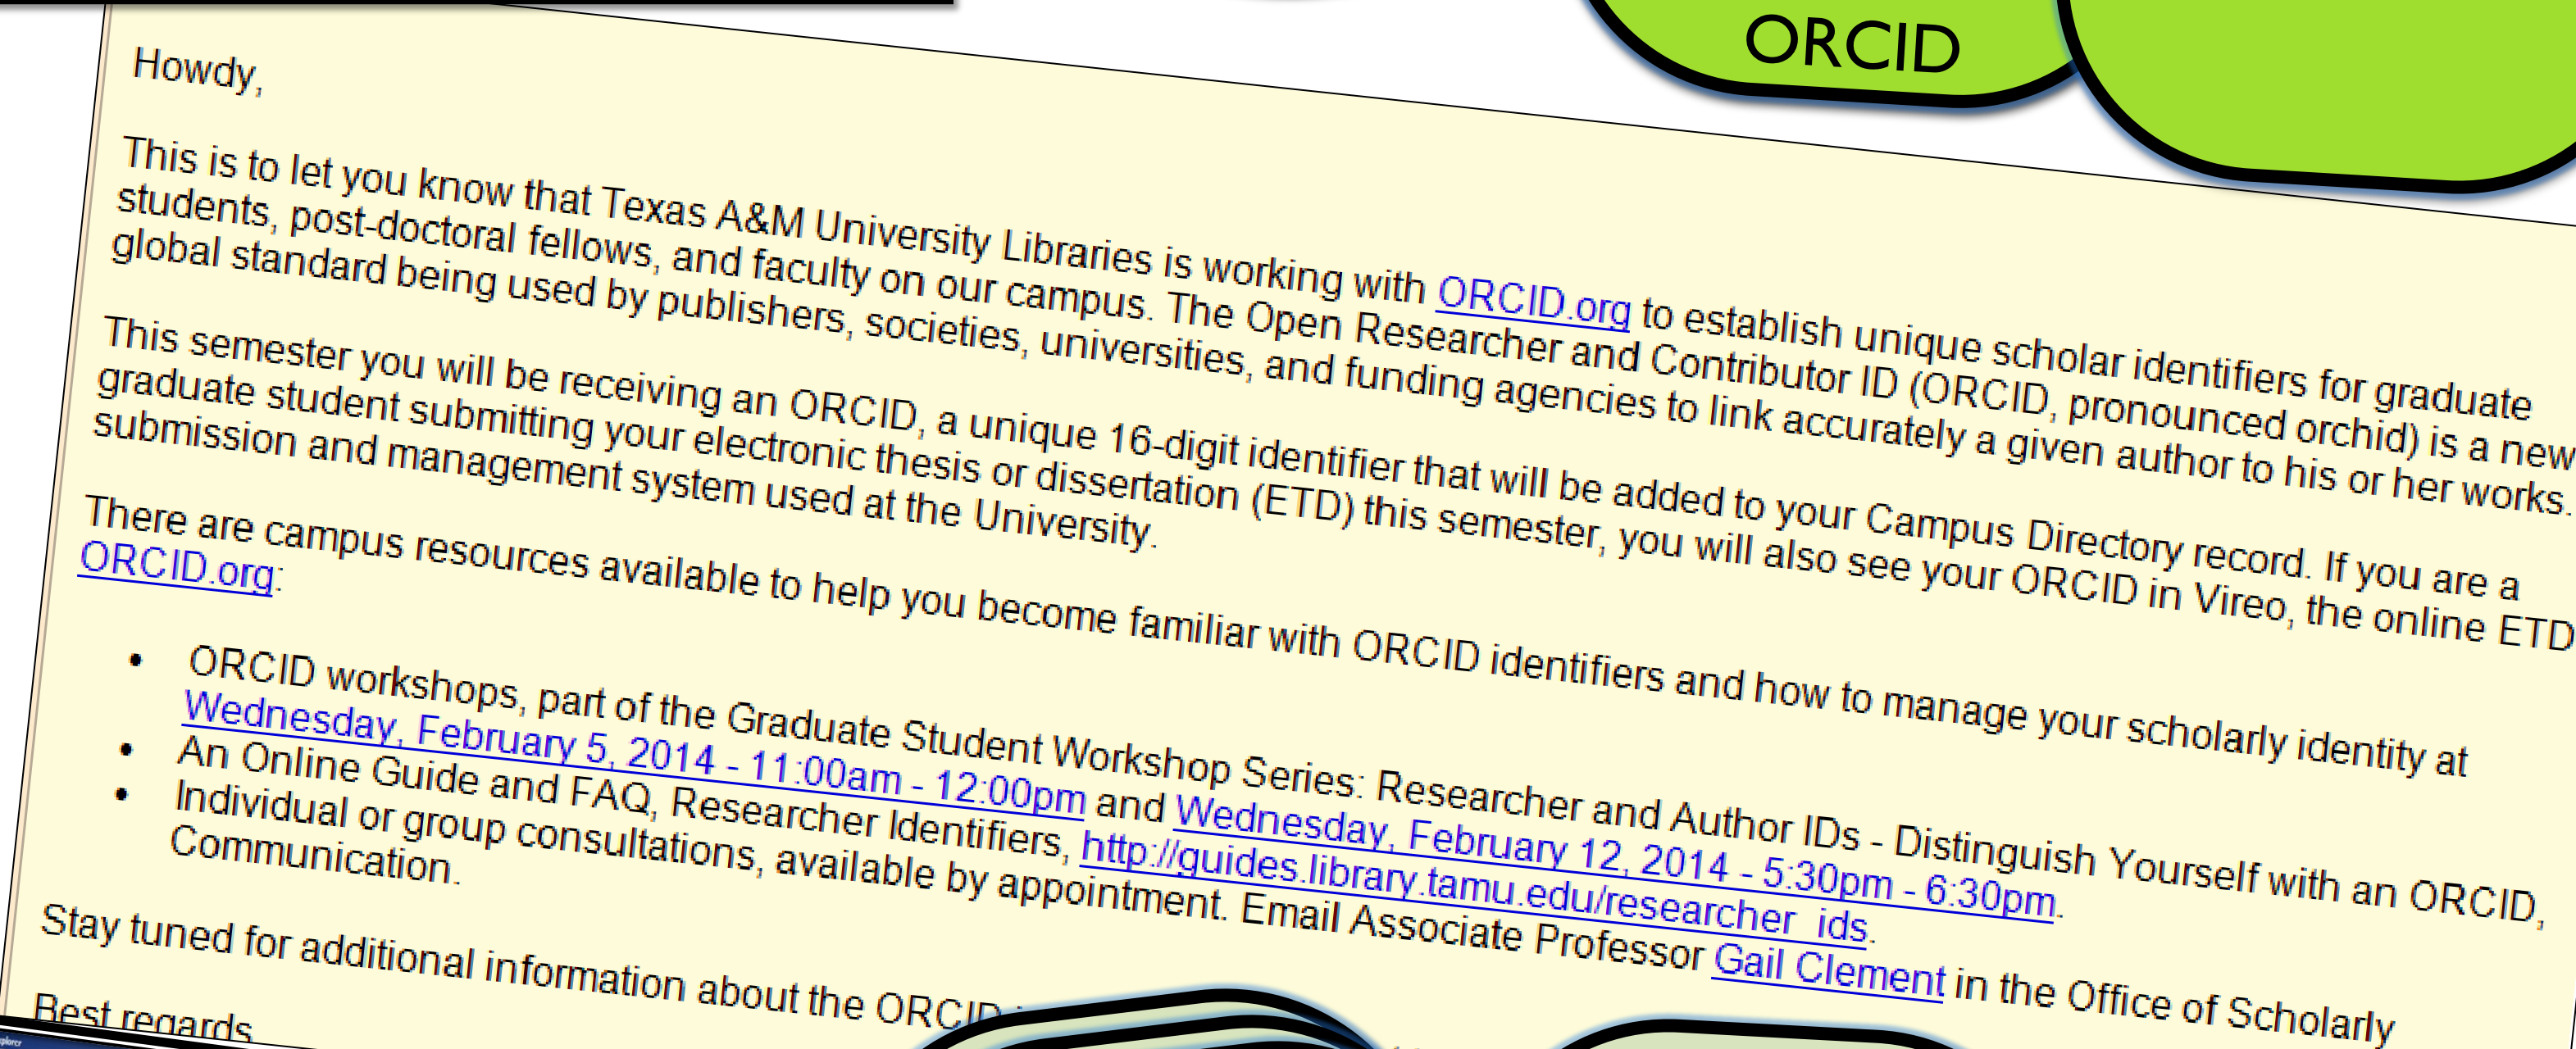 ORCID
Howdy,
This is to let you know that Texas A&M University Libraries is working with ORCID.org to establish unique scholar identifiers for graduate
students, post-doctoral fellows, and faculty on our campus. The Open Researcher and Contributor ID (ORCID, pronounced orchid) is a new
global standard being used by publishers, societies, universities, and funding agencies to link accurately a given author to his or her works.
This semester you will be receiving an ORCID, a unique 16-digit identifier that will be added to your Campus Directory record. If you are a
graduate student submitting your electronic thesis or dissertation (ETD) this semester, you will also see your ORCID in Vireo, the online ETD
submission and management system used at the University.
There are campus resources available to help you become familiar with ORCID identifiers and how to manage your scholarly identity at
ORCID.org:
• ORCID workshops, part of the Graduate Student Workshop Series: Researcher and Author IDs - Distinguish Yourself with an ORCID,
Wednesday, February 5, 2014 - 11:00am - 12:00pm and Wednesday, February 12, 2014 - 5:30pm - 6:30pm.
• An Online Guide and FAQ, Researcher Identifiers, http://guides.library.tamu.edu/researcher_ids.
• Individual or group consultations, available by appointment. Email Associate Professor Gail Clement in the Office of Scholarly
Communication.
Stay tuned for additional information about the ORCID
Best regards